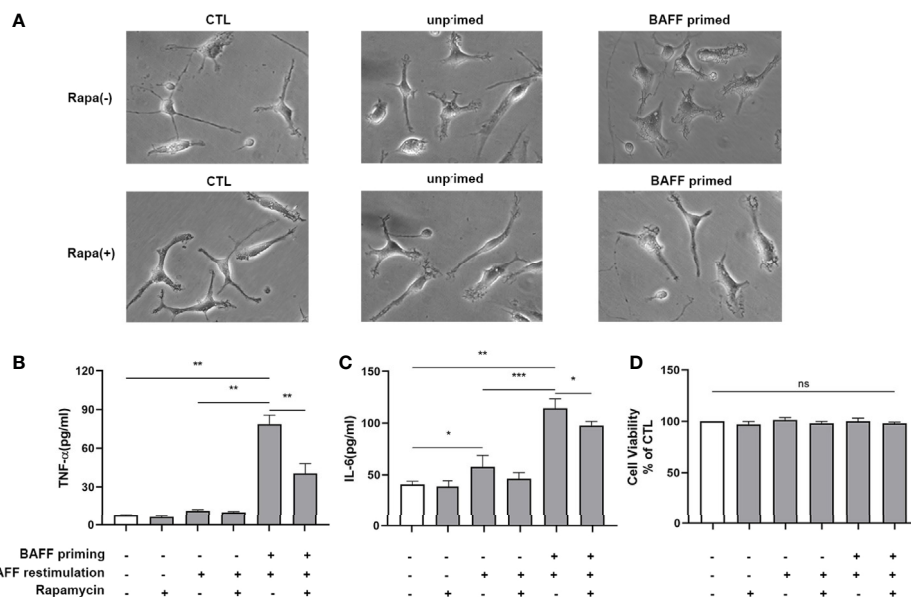 A
CTL unp·imed BAFF primed
Rapa(-)
CTL unp·imed BAFF primed
Rapa(+)
B
TNF-α(pg/ml)
120
90
60
30
0
**
**
**
C
IL-6(pg/ml)
150
100
50
0
**
***
*
*
D
Cell Viability
% of CTL
150
100
50
0
ns
BAFF priming - - - - + + - - - - + + - - - - + +
AFF restimulation - - + + + + - - + + + + - - + + + +
Rapamycin - + - + - + - + - + - + - + - + - +